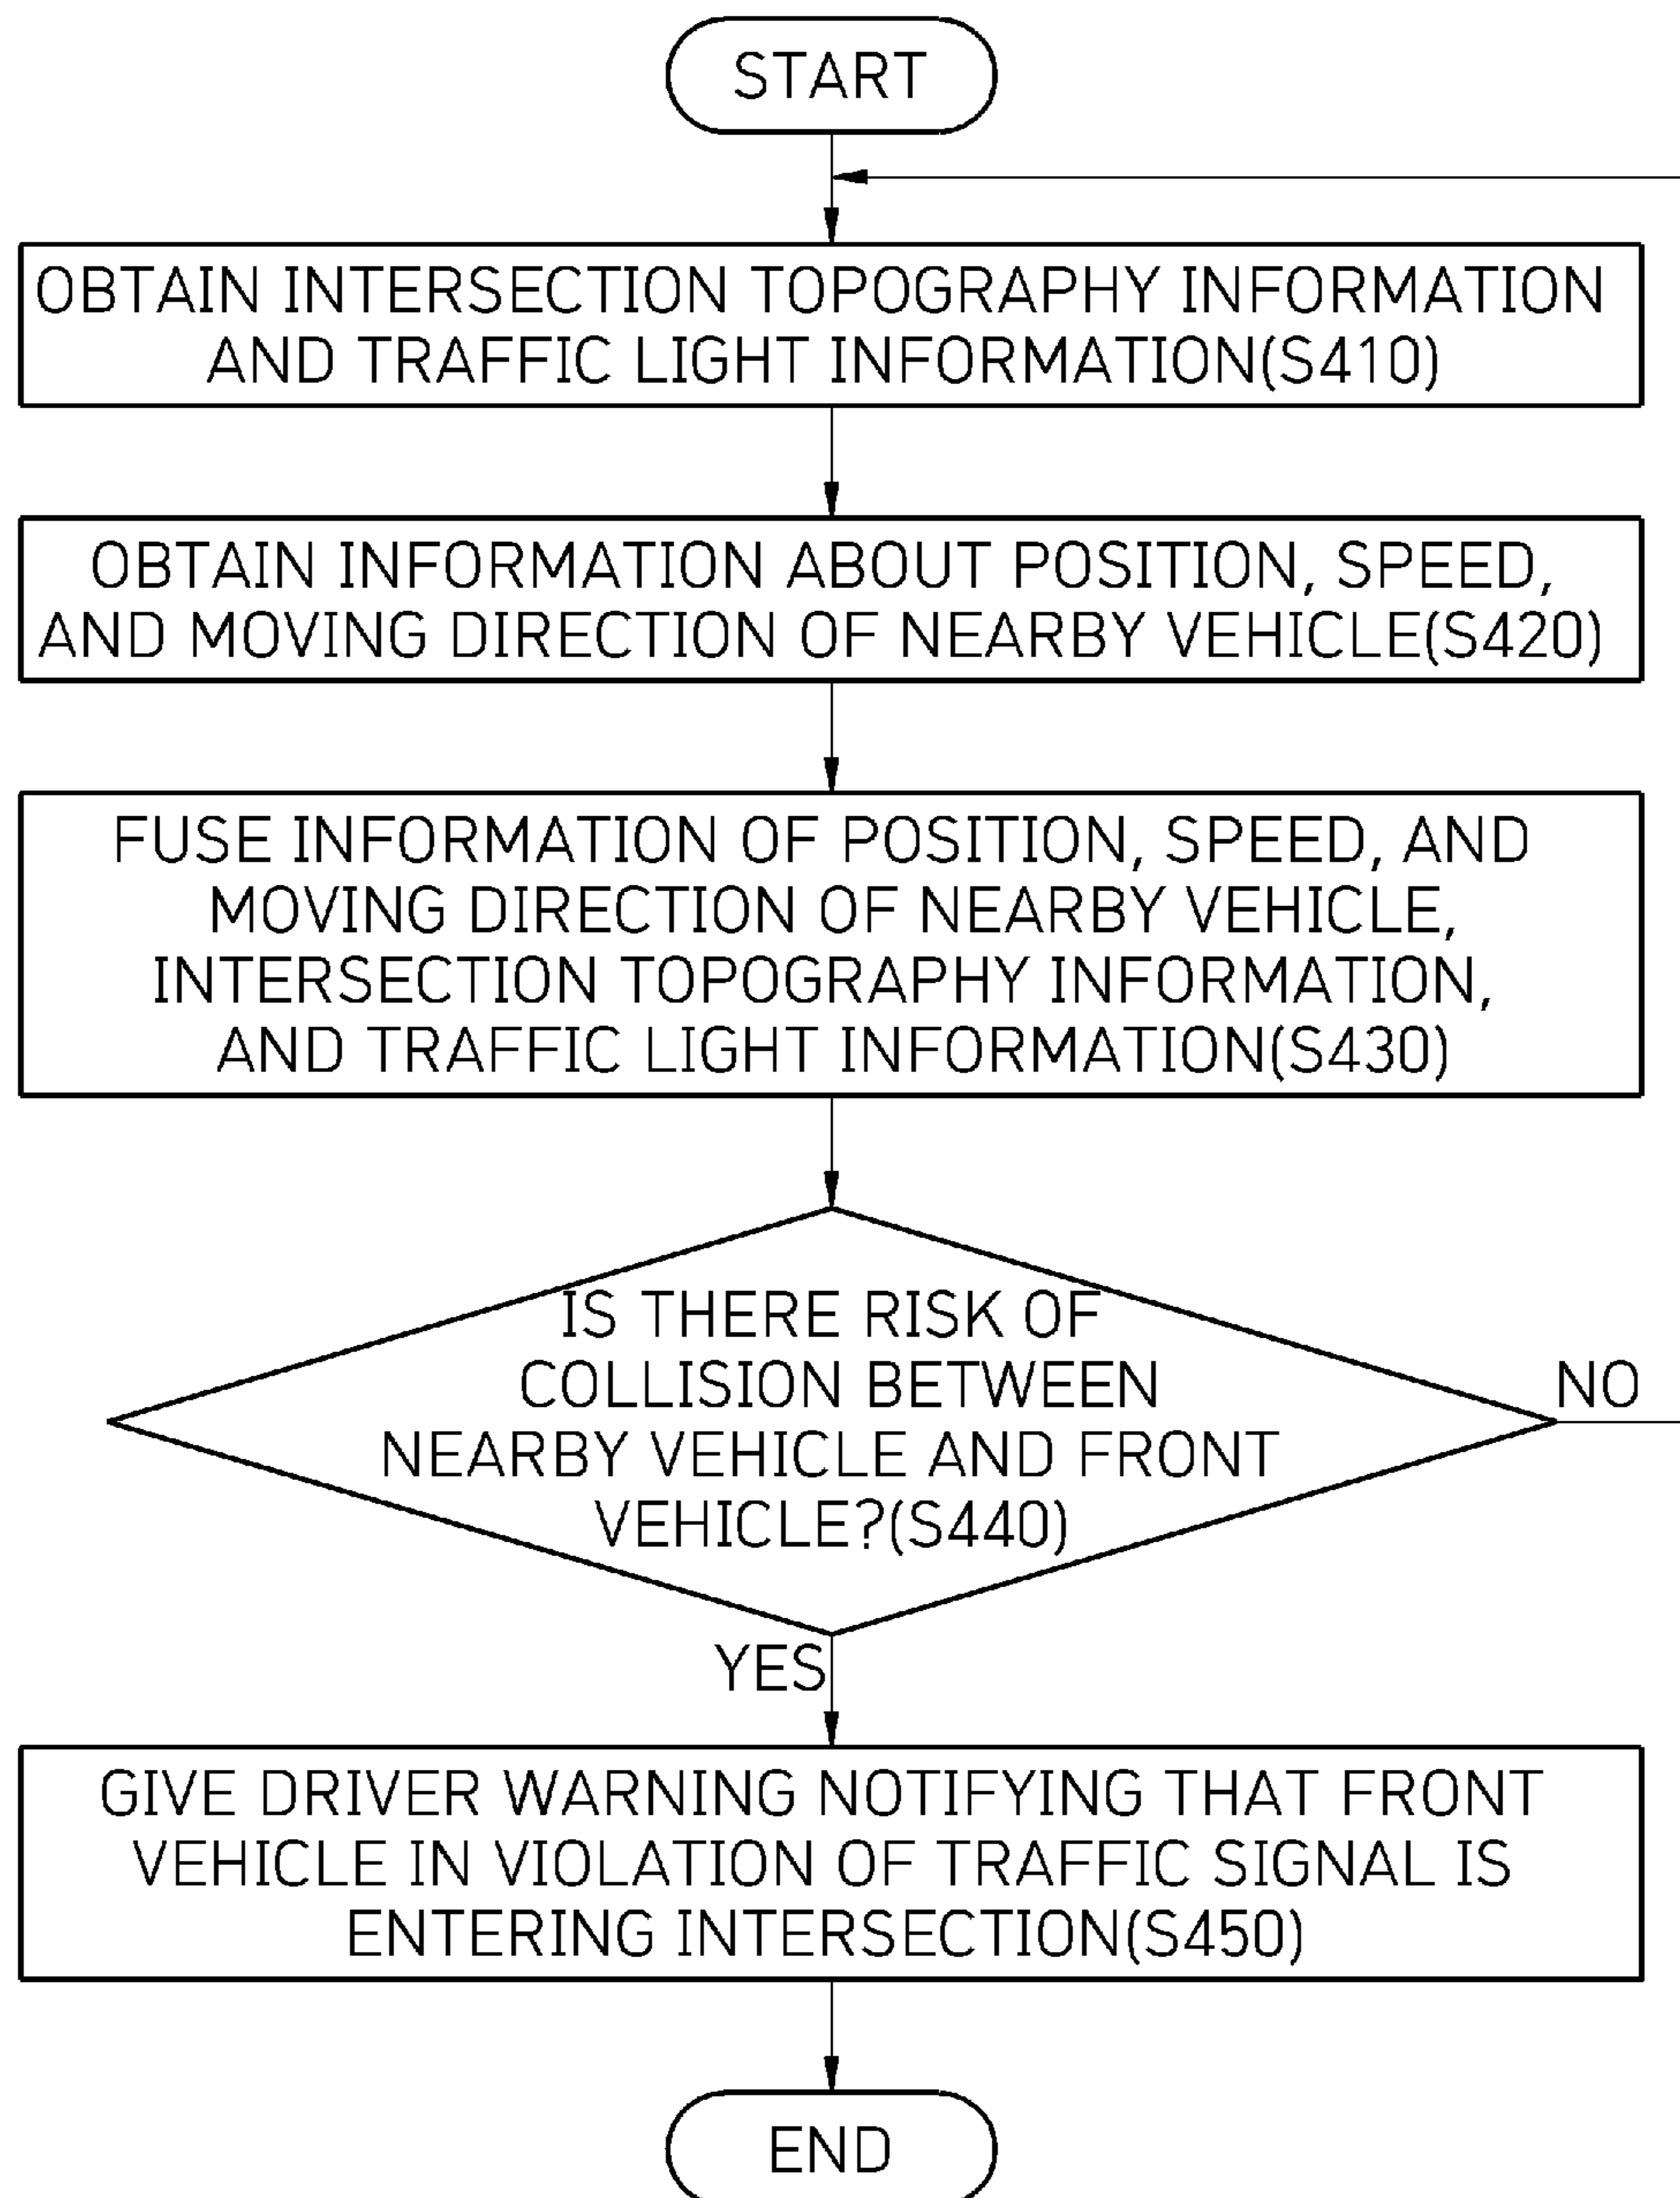 START
OBTAIN INTERSECTION TOPOGRAPHY INFORMATION
AND TRAFFIC LIGHT INFORMATION(S410)
OBTAIN INFORMATION ABOUT POSITION, SPEED,
AND MOVING DIRECTION OF NEARBY VEHICLE(S420)
FUSE INFORMATION OF POSITION, SPEED, AND
MOVING DIRECTION OF NEARBY VEHICLE,
INTERSECTION TOPOGRAPHY INFORMATION,
AND TRAFFIC LIGHT INFORMATION(S430)
IS THERE RISK OF
COLLISION BETWEEN
NEARBY VEHICLE AND FRONT
VEHICLE?(S440)
NO
YES
GIVE DRIVER WARNING NOTIFYING THAT FRONT
VEHICLE IN VIOLATION OF TRAFFIC SIGNAL IS
ENTERING INTERSECTION(S450)
END